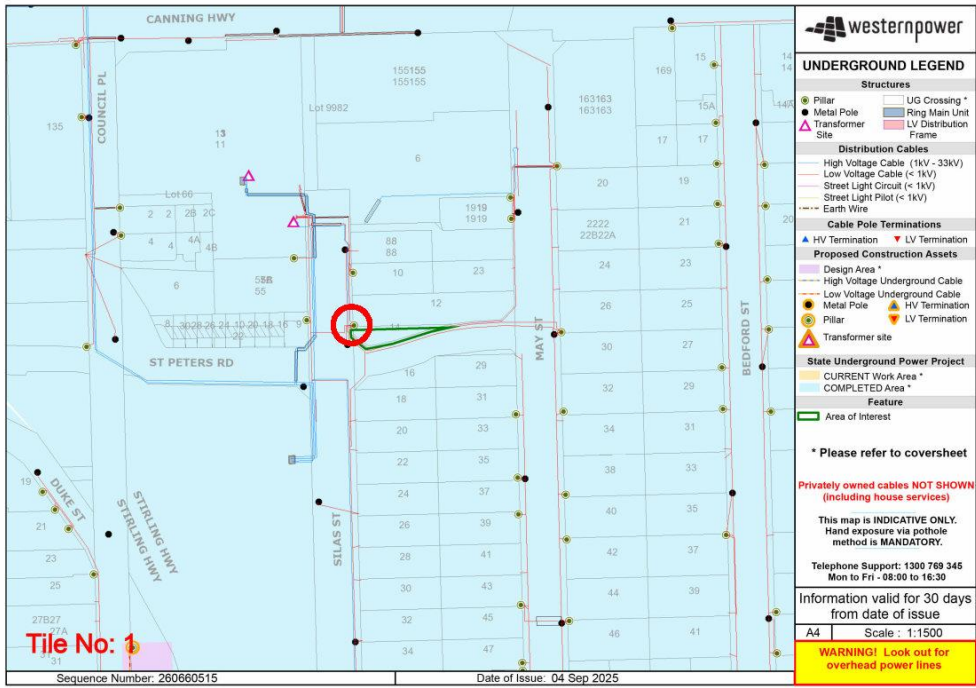 CANNING HWY
COUNCIL PL
135
155155
155155
Lot 9982
13
11
6
163163
163163
169
15
15A
17
17
14
14
20
19
Lot 66
2
2
2B
2C
4
4
4A
4B
6
55
1919
1919
88
88
10
23
12
2222
22B22A
21
24
23
26
25
8
30
28
26
24
20
18
16
9
14
ST PETERS RD
MAY ST
BEDFORD ST
16
29
30
27
18
31
32
29
20
33
34
31
22
35
38
33
24
37
40
35
26
39
42
37
28
41
44
39
30
43
32
45
46
41
34
47
19
DUKE ST
21
23
25
27B27
27A
31
31
STIRLING HWY
STIRLING HWY
SILAS ST
Tile No: 1
Sequence Number: 260660515
Date of Issue: 04 Sep 2025
westernpower
UNDERGROUND LEGEND
Structures
Pillar
UG Crossing *
Metal Pole
Ring Main Unit
Transformer
Site
LV Distribution
Frame
Distribution Cables
High Voltage Cable (1kV - 33kV)
Low Voltage Cable (< 1kV)
Street Light Circuit (< 1kV)
Street Light Pilot (< 1kV)
Earth Wire
Cable Pole Terminations
HV Termination
LV Termination
Proposed Construction Assets
Design Area *
High Voltage Underground Cable
Low Voltage Underground Cable
Metal Pole
HV Termination
Pillar
LV Termination
Transformer site
State Underground Power Project
CURRENT Work Area *
COMPLETED Area *
Feature
Area of Interest
* Please refer to coversheet
Privately owned cables NOT SHOWN
(including house services)
This map is INDICATIVE ONLY.
Hand exposure via pothole
method is MANDATORY.
Telephone Support: 1300 769 345
Mon to Fri - 08:00 to 16:30
Information valid for 30 days
from date of issue
A4
Scale : 1:1500
WARNING! Look out for
overhead power lines